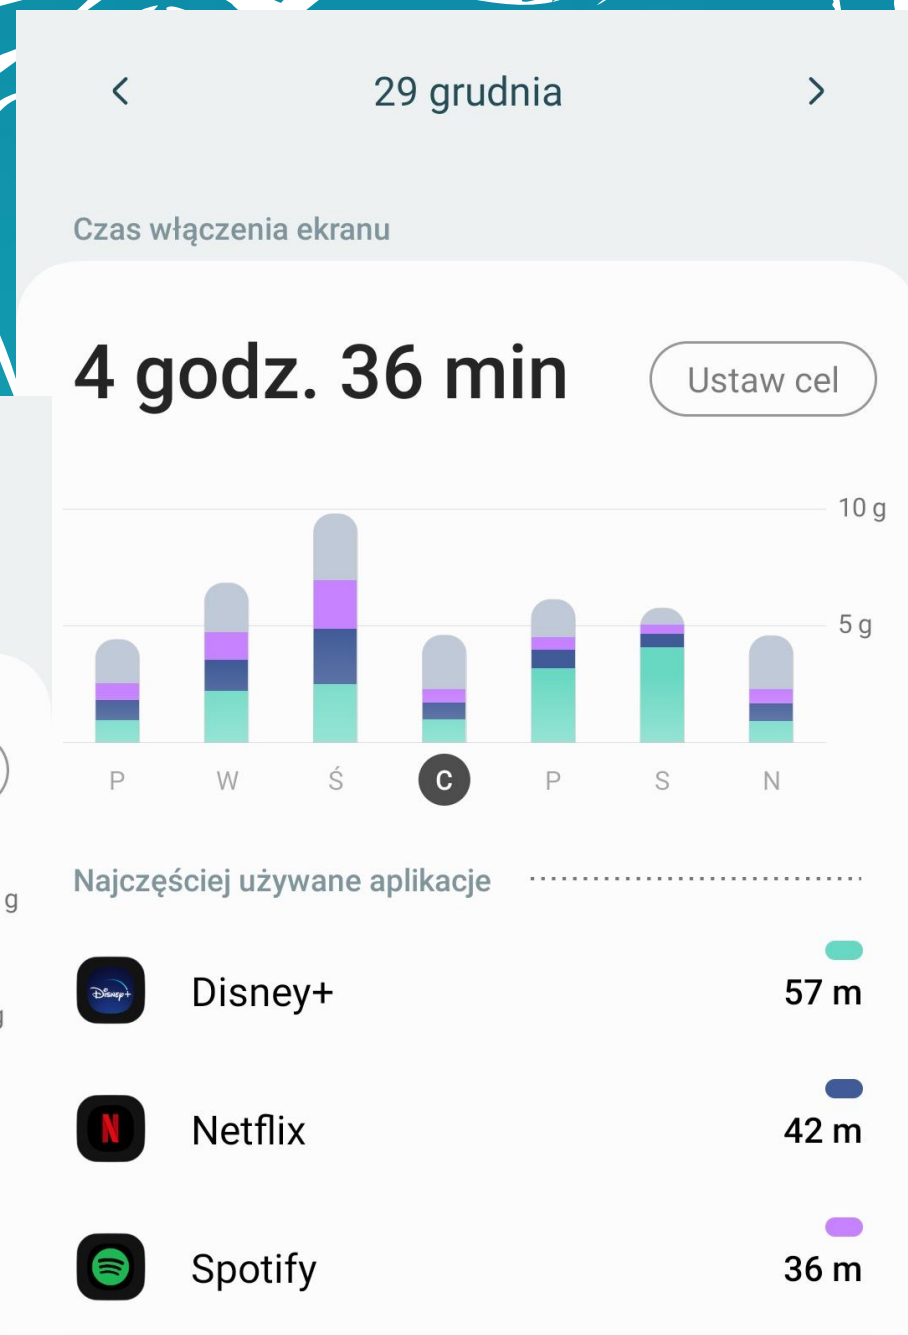 29 grudnia
Czas włączenia ekranu
4 godz. 36 min
Ustaw cel
10 g
5 g
P W Ś C P S N
g
g
Najczęściej używane aplikacje
Disney+
Disney+
57 m
N
Netflix
42 m
Spotify
36 m